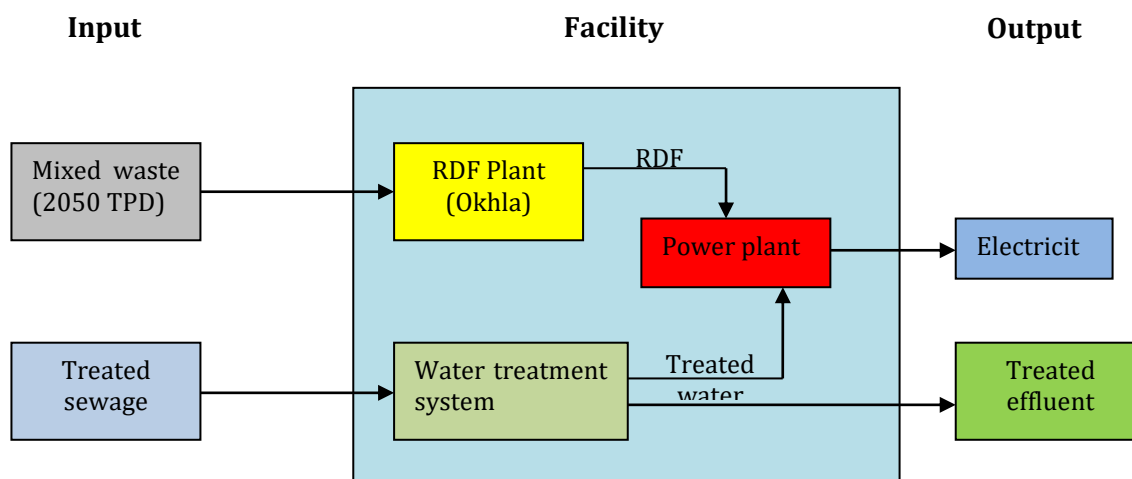 Input
Facility
Output
Mixed waste
(2050 TPD)
RDF Plant
(Okhla)
RDF
Power plant
Electricit
Treated
sewage
Water treatment
system
Treated
water
Treated
effluent